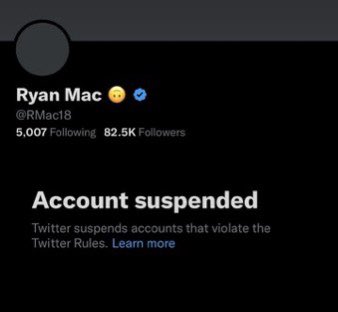 Ryan Mac 🙃
@RMac18
5,007 Following 82.5K Followers
Account suspended
Twitter suspends accounts that violate the
Twitter Rules. Learn more